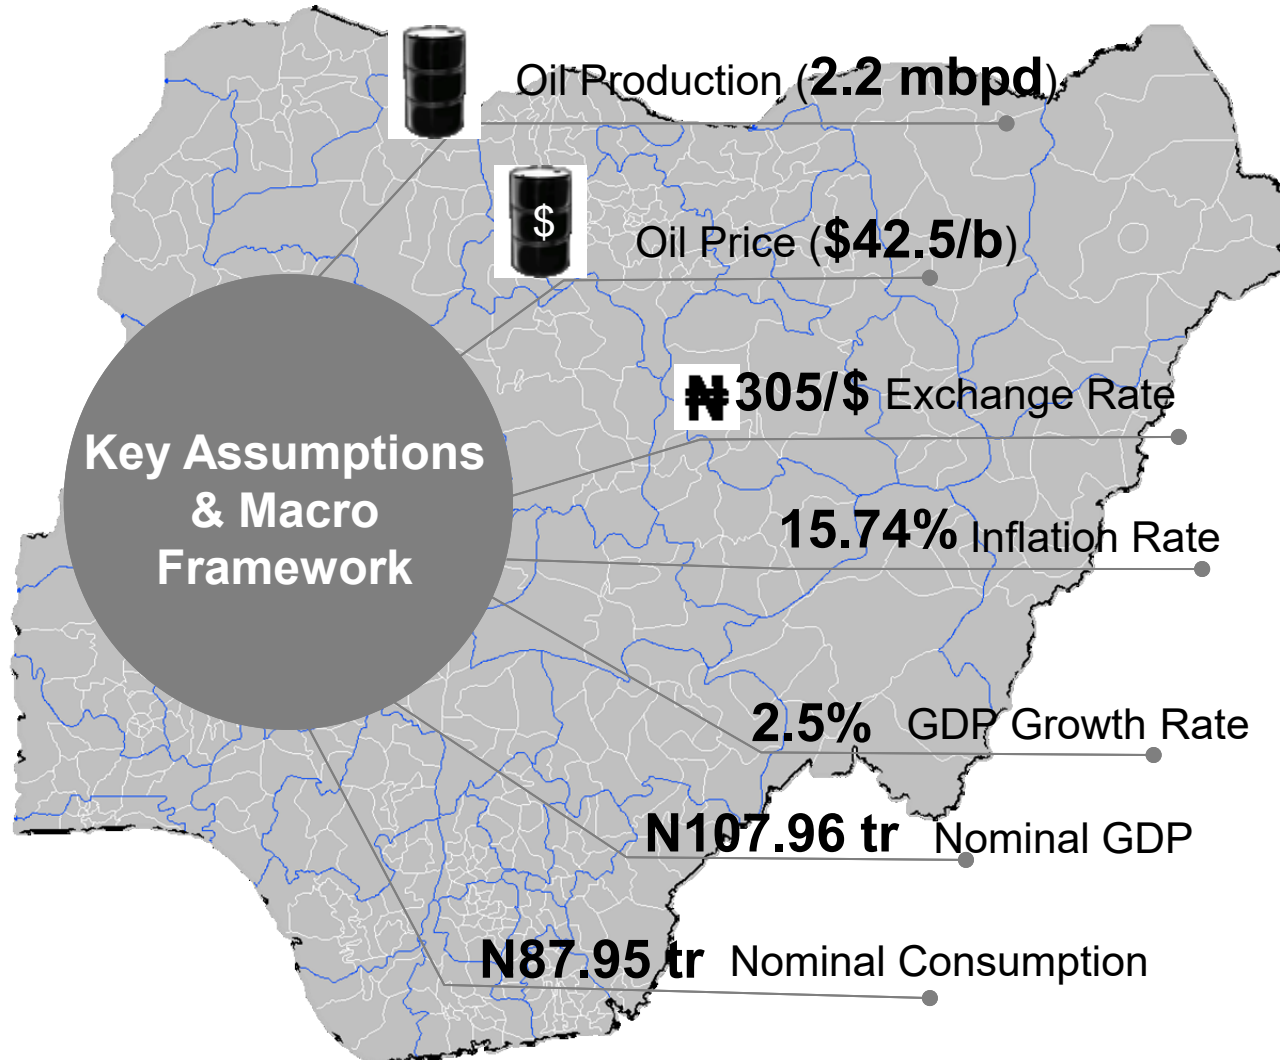 Oil Production (2.2 mbpd)
$
Oil Price ($42.5/b)
₦305/$ Exchange Rate
Key Assumptions
& Macro
Framework
15.74% Inflation Rate
2.5% GDP Growth Rate
N107.96 tr Nominal GDP
N87.95 tr Nominal Consumption